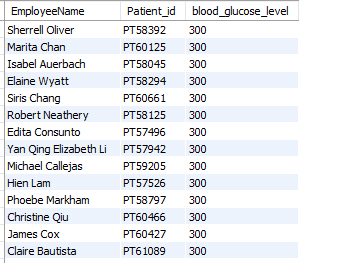 EmployeeName Patient_id blood_glucose_level
Sherrell Oliver PT58392 300
Marita Chan PT60125 300
Isabel Auerbach PT58045 300
Elaine Wyatt PT58294 300
Siris Chang PT60661 300
Robert Neathery PT58125 300
Edita Consunto PT57496 300
Yan Qing Elizabeth Li PT57942 300
Michael Callejas PT59205 300
Hien Lam PT57526 300
Phoebe Markham PT58797 300
Christine Qiu PT60466 300
James Cox PT60427 300
Claire Bautista PT61089 300